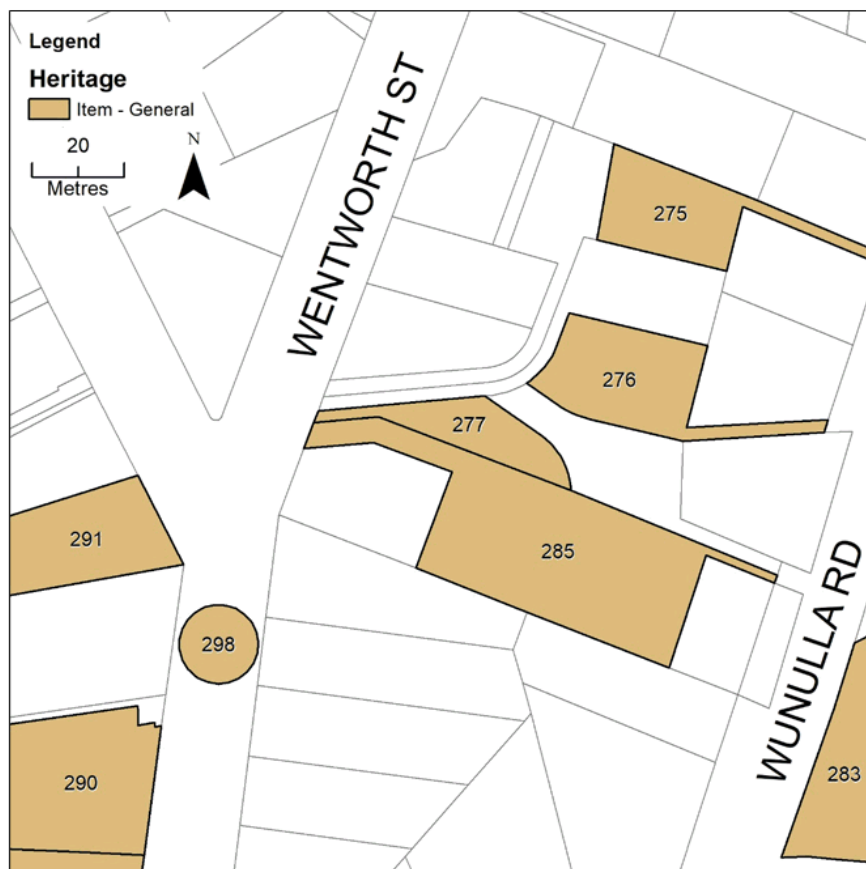 Legend
Heritage
Item - General
20
Metres
N
WENTWORTH ST
275
276
277
291
285
298
WUNULLA RD
290
283